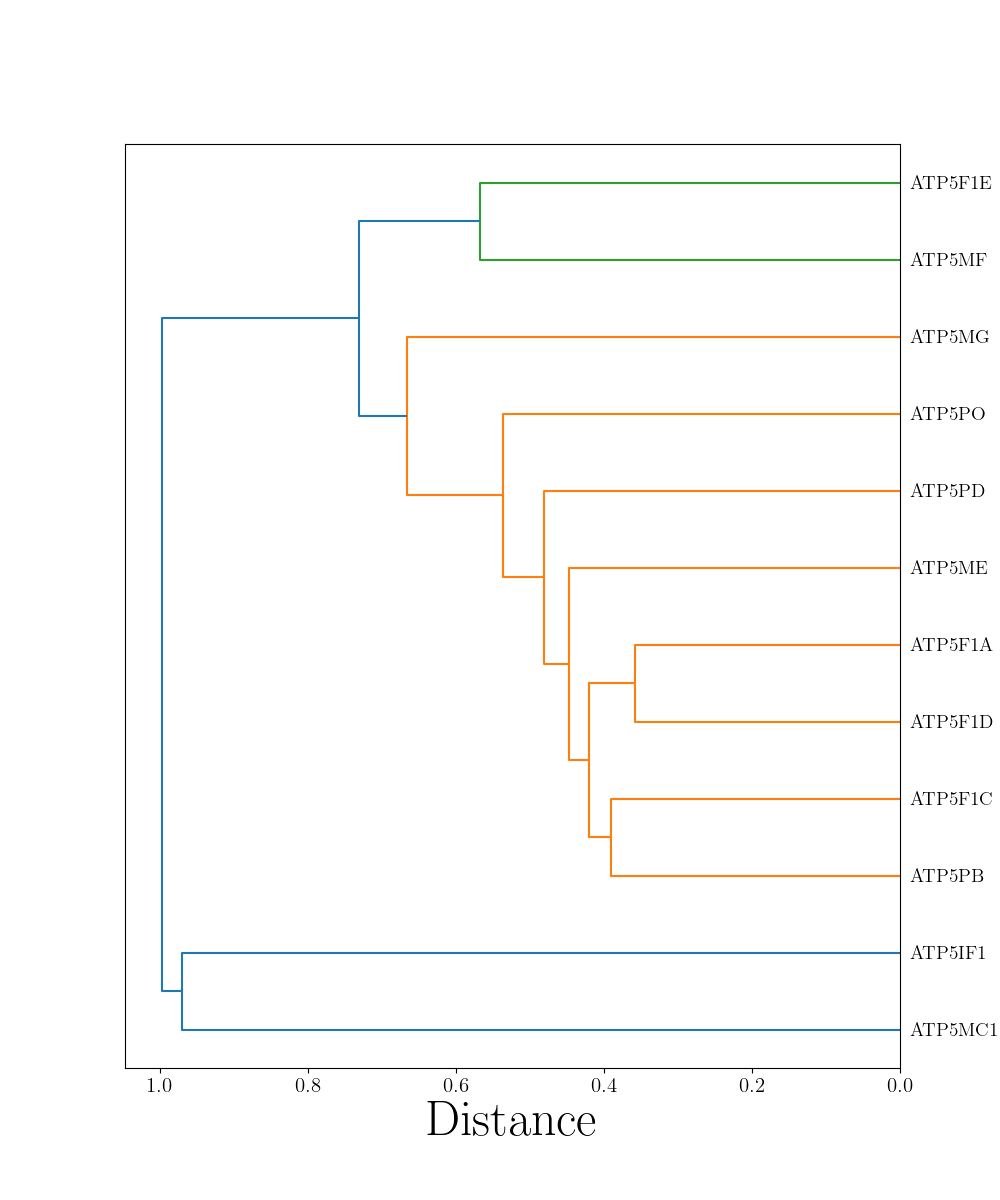 ATP5F1E
ATP5MF
ATP5MG
ATP5PO
ATP5PD
ATP5ME
ATP5F1A
ATP5F1D
ATP5F1C
ATP5PB
ATP5IF1
ATP5MC1
1.0 0.8 0.6 0.4 0.2 0.0
Distance